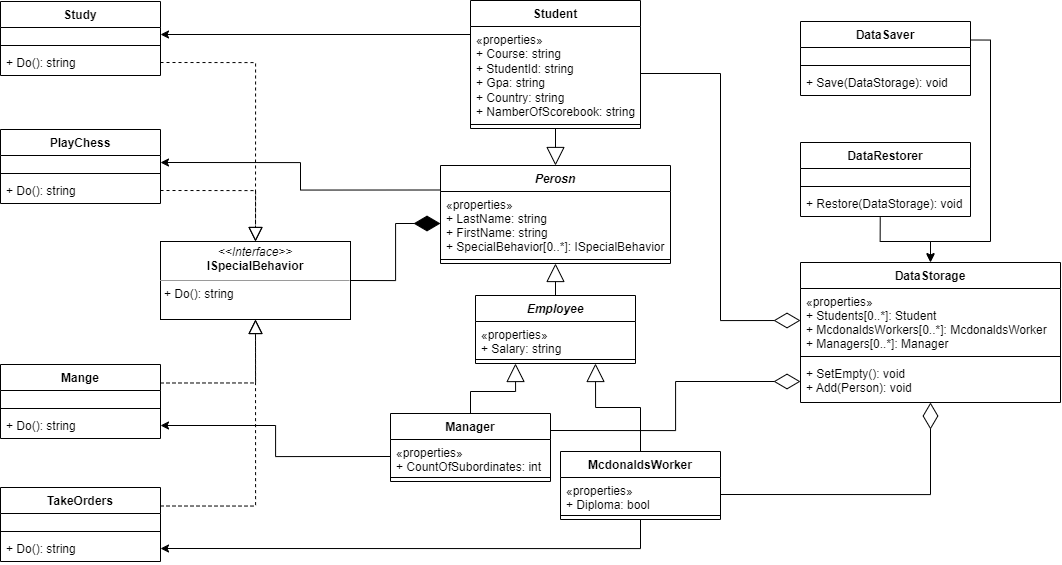 Study
+ Do(): string
Student
«properties»
+ Course: string
+ StudentId: string
+ Gpa: string
+ Country: string
+ NamberOfScorebook: string
DataSaver
+ Save(DataStorage): void
PlayChess
+ Do(): string
Perosn
«properties»
+ LastName: string
+ FirstName: string
+ SpecialBehavior[0..*]: ISpecialBehavior
DataRestorer
+ Restore(DataStorage): void
<<Interface>>
ISpecialBehavior
+ Do(): string
DataStorage
«properties»
+ Students[0..*]: Student
+ McdonaldsWorkers[0..*]: McdonaldsWorker
+ Managers[0..*]: Manager
+ SetEmpty(): void
+ Add(Person): void
Employee
«properties»
+ Salary: string
Mange
+ Do(): string
Manager
«properties»
+ CountOfSubordinates: int
McdonaldsWorker
«properties»
+ Diploma: bool
TakeOrders
+ Do(): string